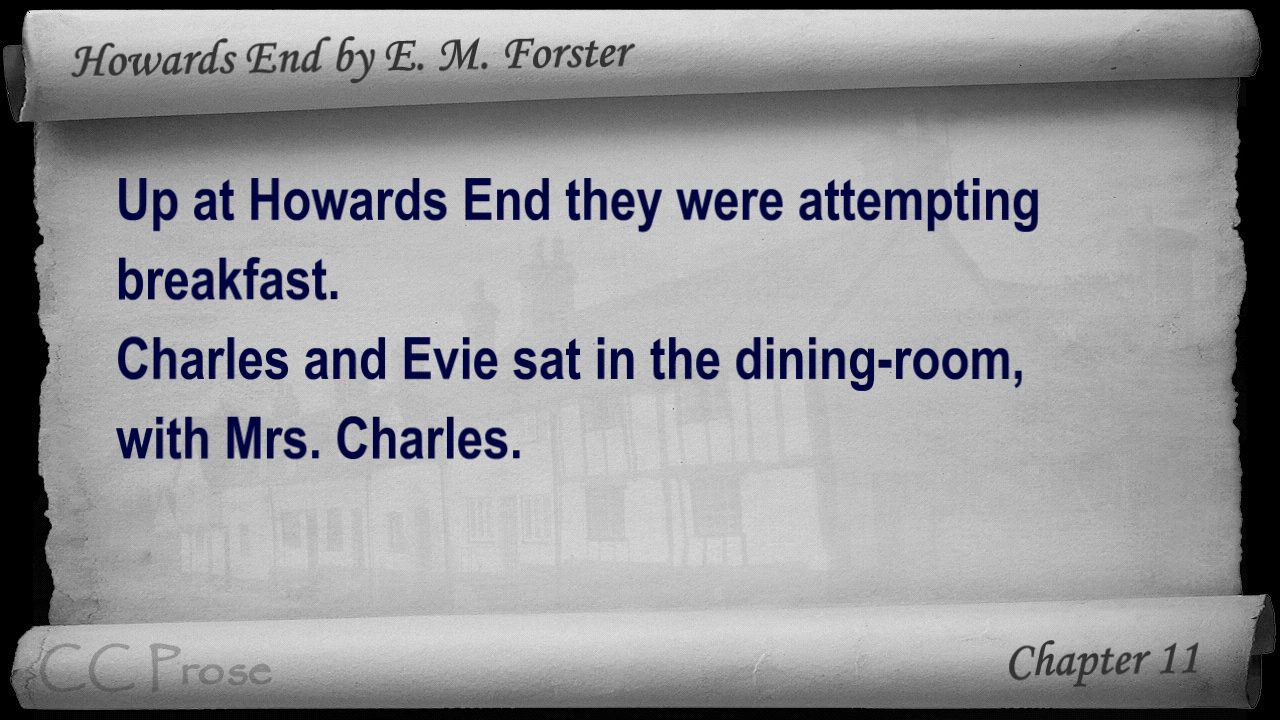 Howards End by E. M. Forster
Up at Howards End they were attempting
breakfast.
Charles and Evie sat in the dining-room,
with Mrs. Charles.
CC Prose
Chapter 11